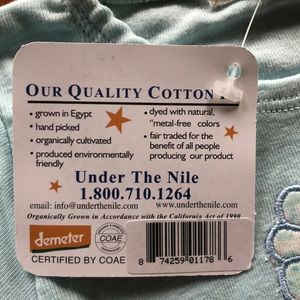 OUR QUALITY COTTON
• grown in Egypt
• hand picked
• organically cultivated
• produced environmently friendly
• dyed with natural, "metal-free colors
• fair traded for the benefit of all people producing our product
Under The Nile
1.800.710.1264
email: info@underthenile.com www.underthenile.com
Organically Grown in Accordance with the California Act of 1990
demeter
COAE
CERTIFIED BY COAE
8 74259 01178 6